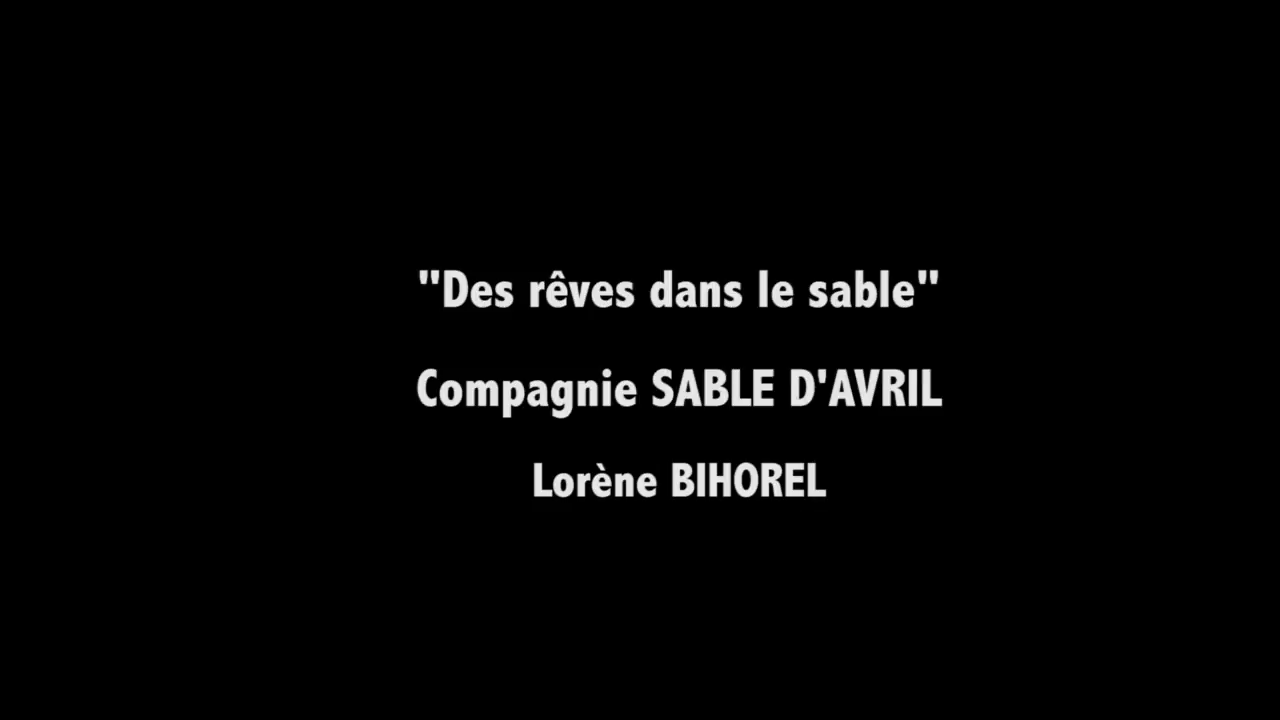 "Des rêves dans le sable"
Compagnie SABLE D'AVRIL
Lorène BIHOREL